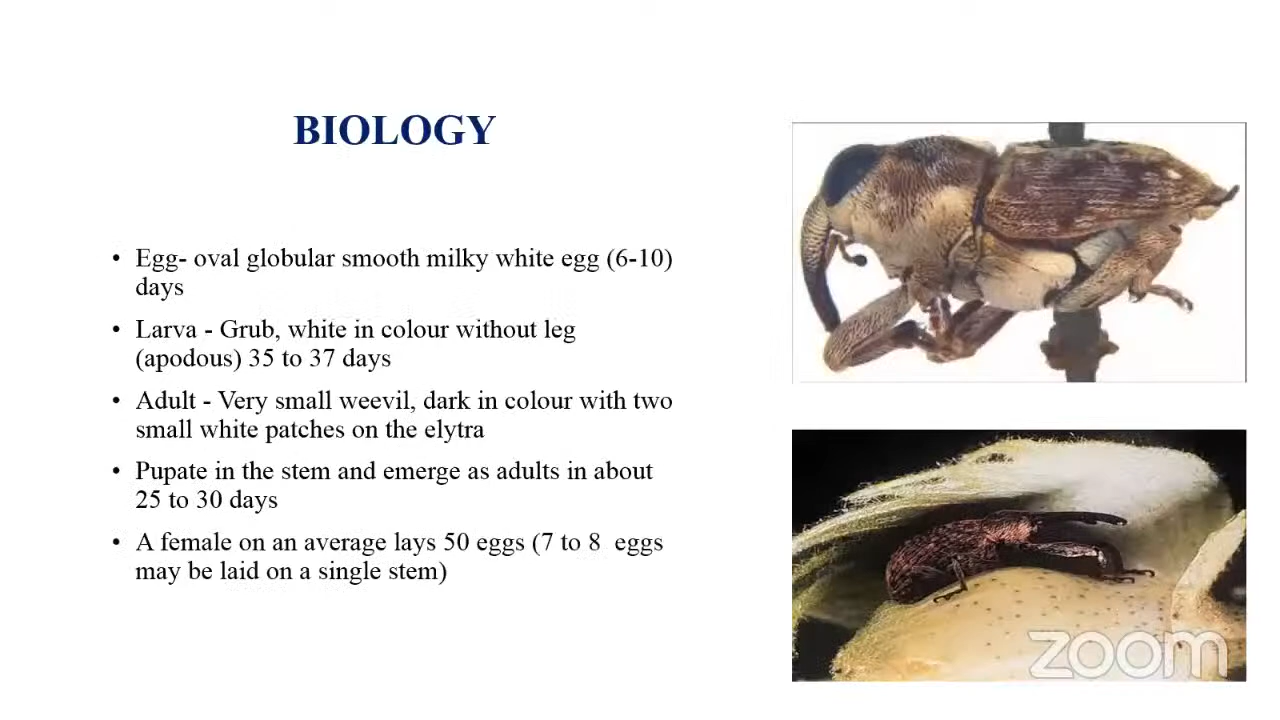 BIOLOGY
• Egg- oval globular smooth milky white egg (6-10)
days
• Larva - Grub, white in colour without leg
(apodous) 35 to 37 days
• Adult - Very small weevil, dark in colour with two
small white patches on the elytra
• Pupate in the stem and emerge as adults in about
25 to 30 days
• A female on an average lays 50 eggs (7 to 8  eggs
may be laid on a single stem)
zoom